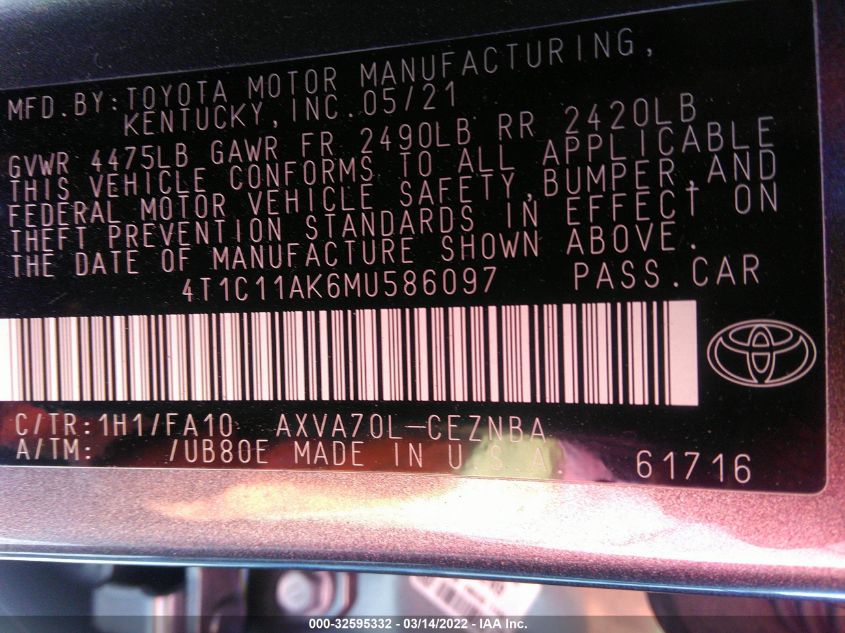 MFD.BY:TOYOTA MOTOR MANUFACTURING,
KENTUCKY,INC.05/21
GVWR 4475LB GAWR FR 2490LB RR 2420LB
THIS VEHICLE CONFORMS TO ALL APPLICABLE
FEDERAL MOTOR VEHICLE SAFETY,BUMPER,AND
THEFT PREVENTION STANDARDS IN EFFECT ON
THE DATE OF MANUFACTURE SHOWN ABOVE.
4T1C11AK6MU586097 PASS.CAR
C/TR:1H1/FA10 AXVA70L-CEZNBA
A/TM: /UB80E MADE IN U.S.A. 61716
000-32595332 - 03/14/2022 - IAA Inc.